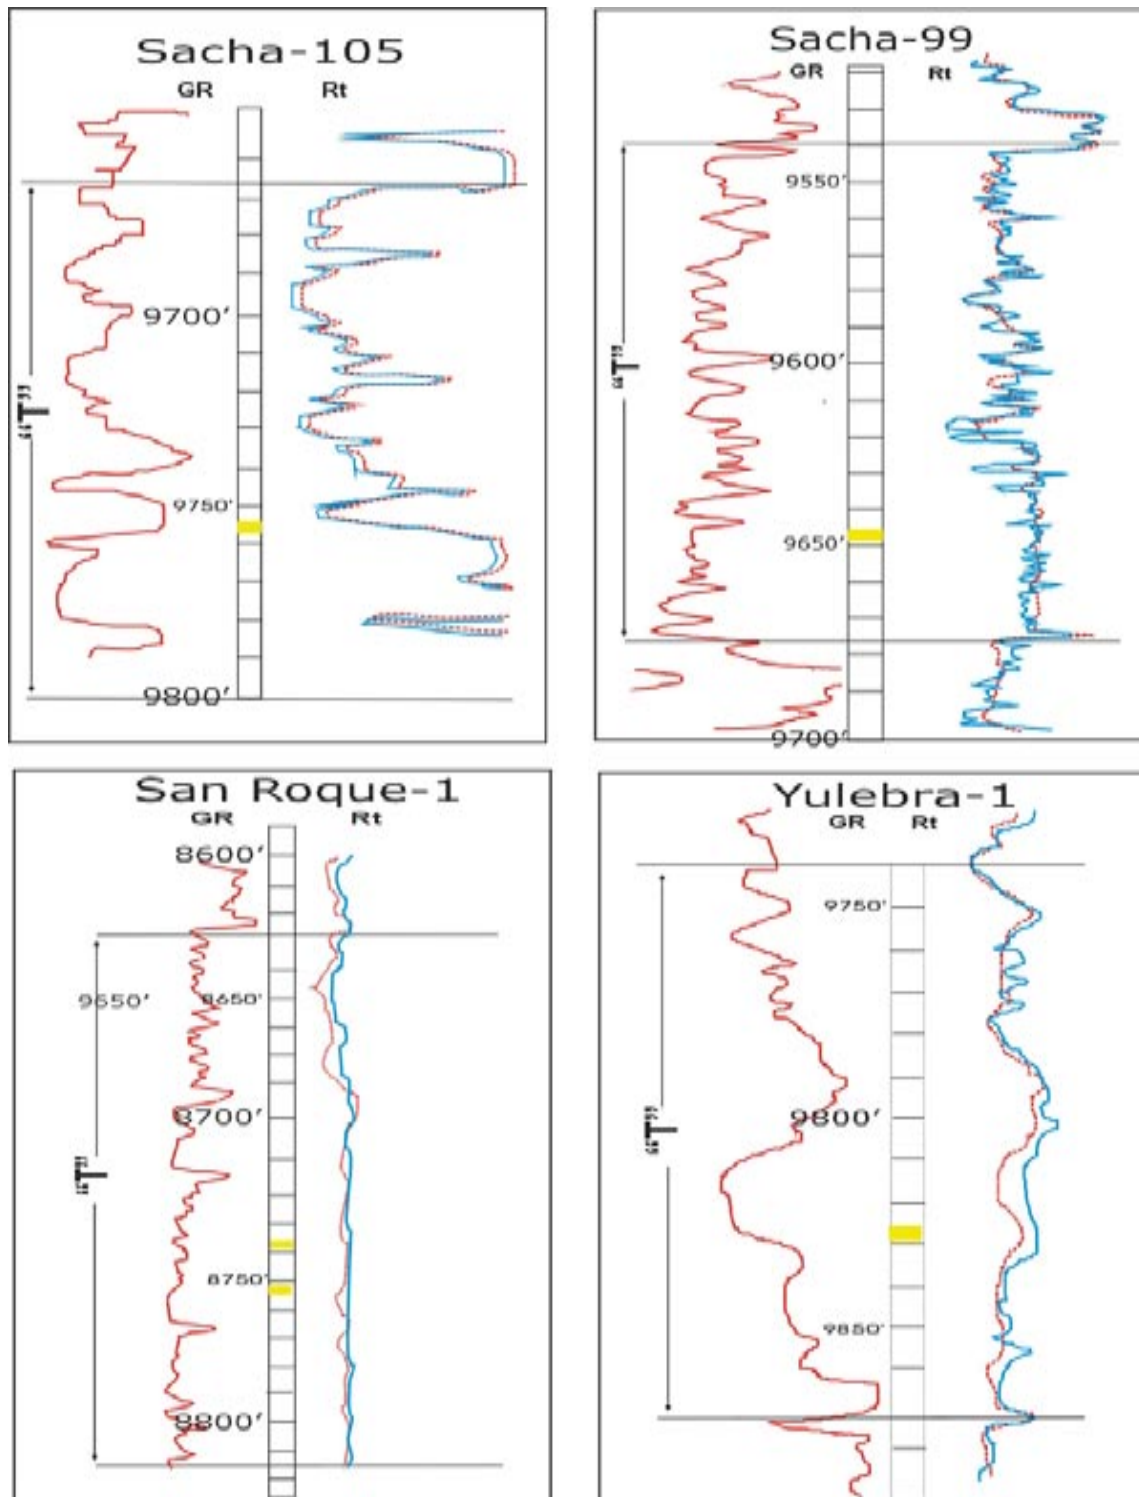 Sacha-105
GR Rt
9700′
"T"
9750′
9800′
Sacha-99
GR Rt
9550′
9600′
"T"
9650′
9700′
San Roque-1
GR Rt
8600′
9550′ 8650′
8700′
"T"
8750′
8800′
Yulebra-1
GR Rt
9750′
9800′
"T"
9850′